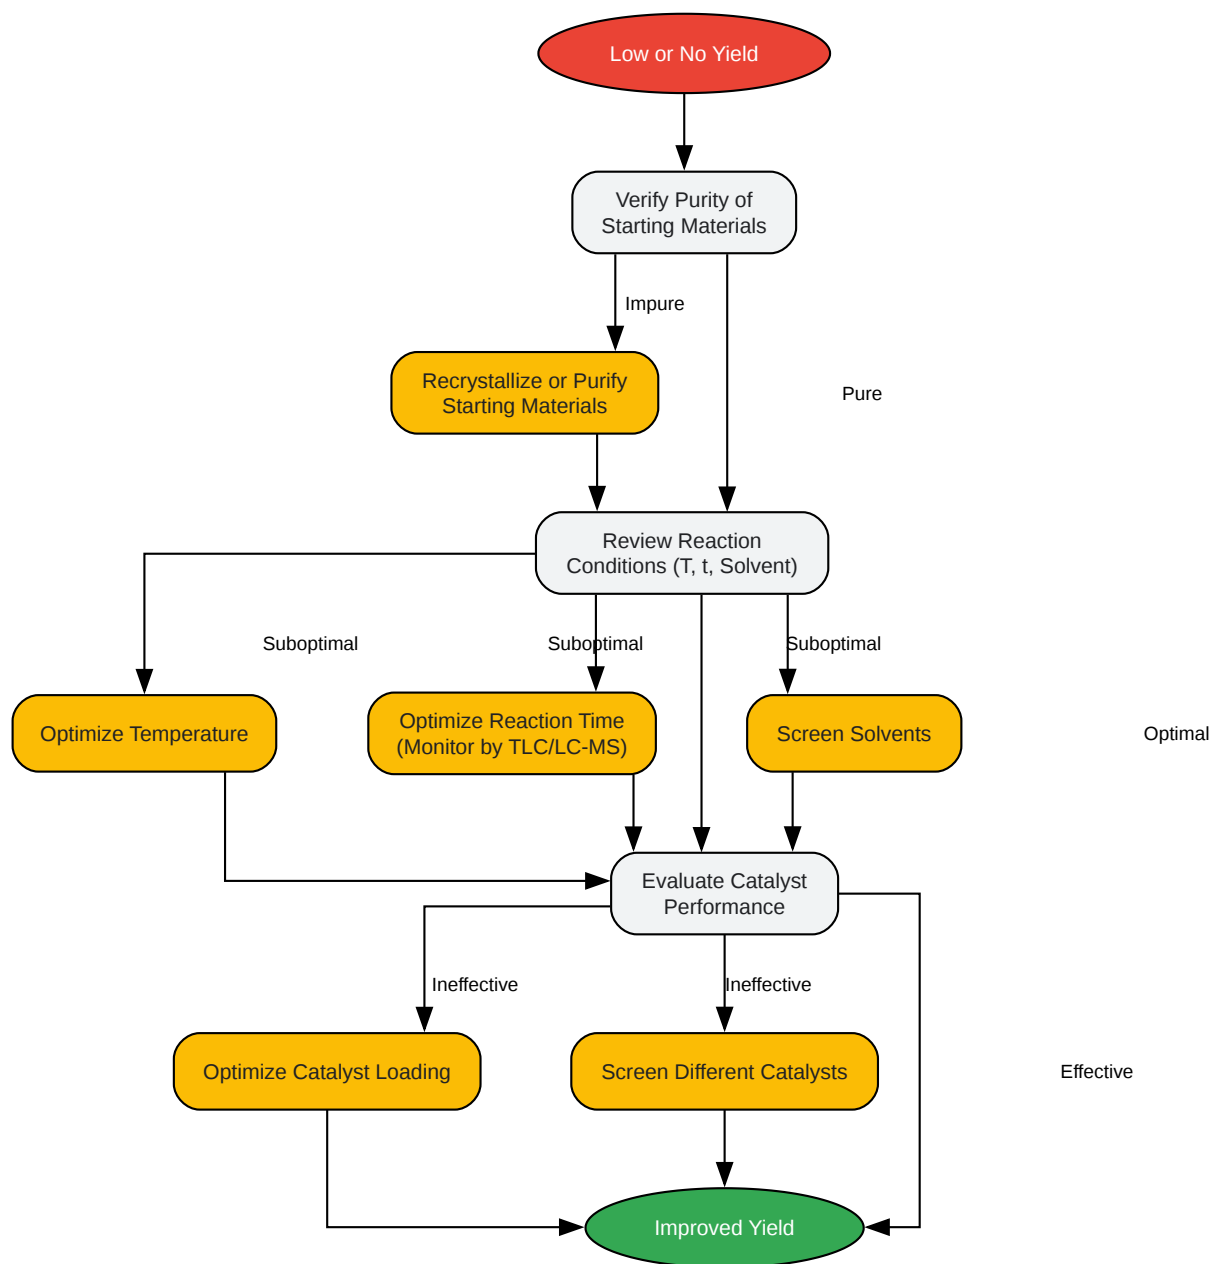 Low or No Yield
Verify Purity of
Starting Materials
Impure
Recrystallize or Purify
Starting Materials
Pure
Review Reaction
Conditions (T, t, Solvent)
Suboptimal
Suboptimal
Suboptimal
Optimize Temperature
Optimize Reaction Time
(Monitor by TLC/LC-MS)
Screen Solvents
Optimal
Evaluate Catalyst
Performance
Ineffective
Ineffective
Optimize Catalyst Loading
Screen Different Catalysts
Effective
Improved Yield